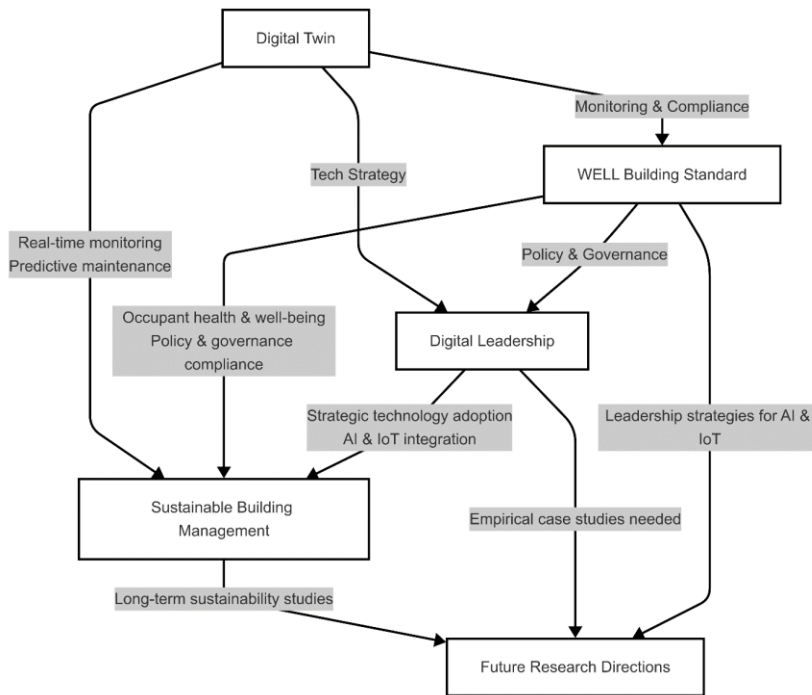 Digital Twin
Monitoring & Compliance
Tech Strategy
WELL Building Standard
Real-time monitoring
Predictive maintenance
Policy & Governance
Occupant health & well-being
Policy & governance
compliance
Digital Leadership
Strategic technology adoption
AI & IoT integration
Leadership strategies for AI &
IoT
Sustainable Building
Management
Empirical case studies needed
Long-term sustainability studies
Future Research Directions